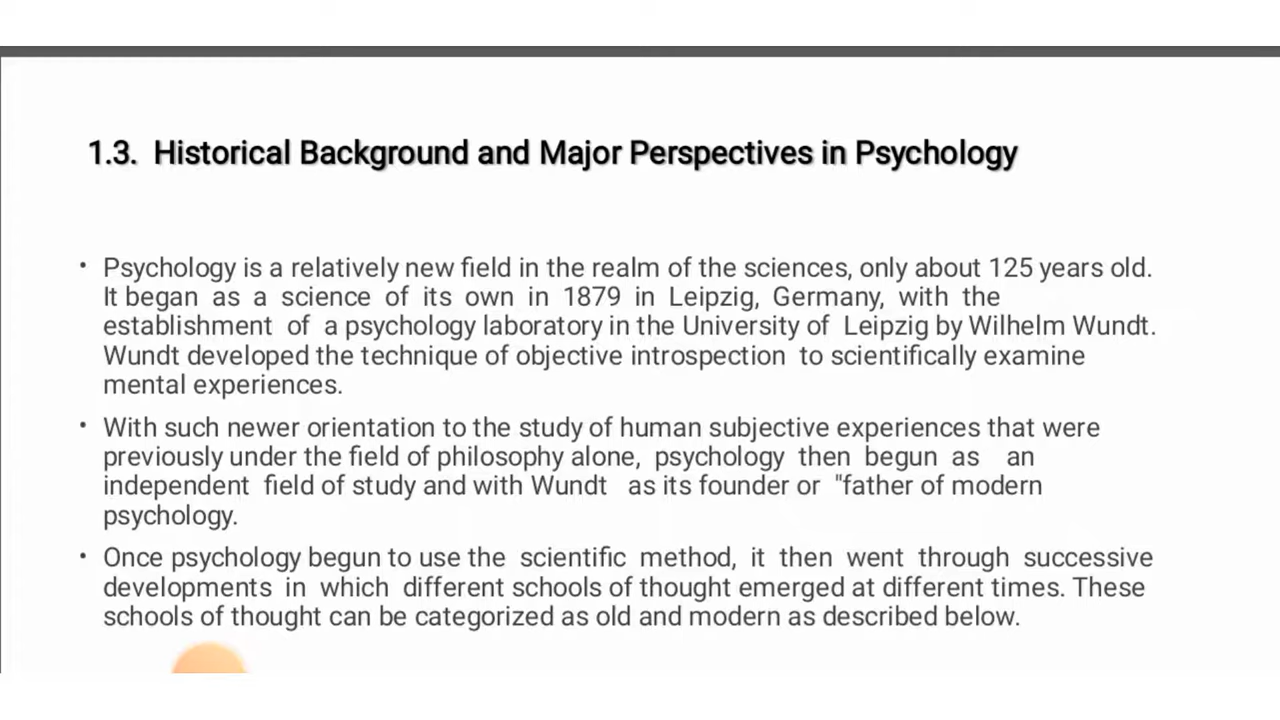 1.3. Historical Background and Major Perspectives in Psychology
• Psychology is a relatively new field in the realm of the sciences, only about 125 years old.
It began as a science of its own in 1879 in Leipzig, Germany, with the
establishment of a psychology laboratory in the University of Leipzig by Wilhelm Wundt.
Wundt developed the technique of objective introspection to scientifically examine
mental experiences.
• With such newer orientation to the study of human subjective experiences that were
previously under the field of philosophy alone, psychology then begun as an
independent field of study and with Wundt as its founder or "father of modern
psychology.
• Once psychology begun to use the scientific method, it then went through successive
developments in which different schools of thought emerged at different times. These
schools of thought can be categorized as old and modern as described below.